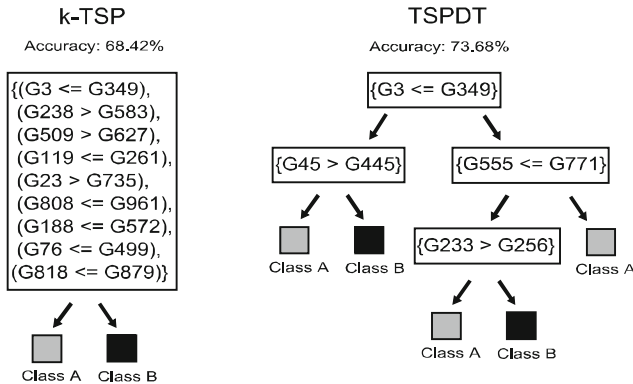 k-TSP
Accuracy: 68.42%
{(G3 <= G349),
(G238 > G583),
(G509 > G627),
(G119 <= G261),
(G23 > G735),
(G808 <= G961),
(G188 <= G572),
(G76 <= G499),
(G818 <= G879)}
Class A
Class B
TSPDT
Accuracy: 73.68%
{G3 <= G349}
{G45 > G445}
{G555 <= G771}
Class A
Class B
{G233 > G256}
Class A
Class A
Class B